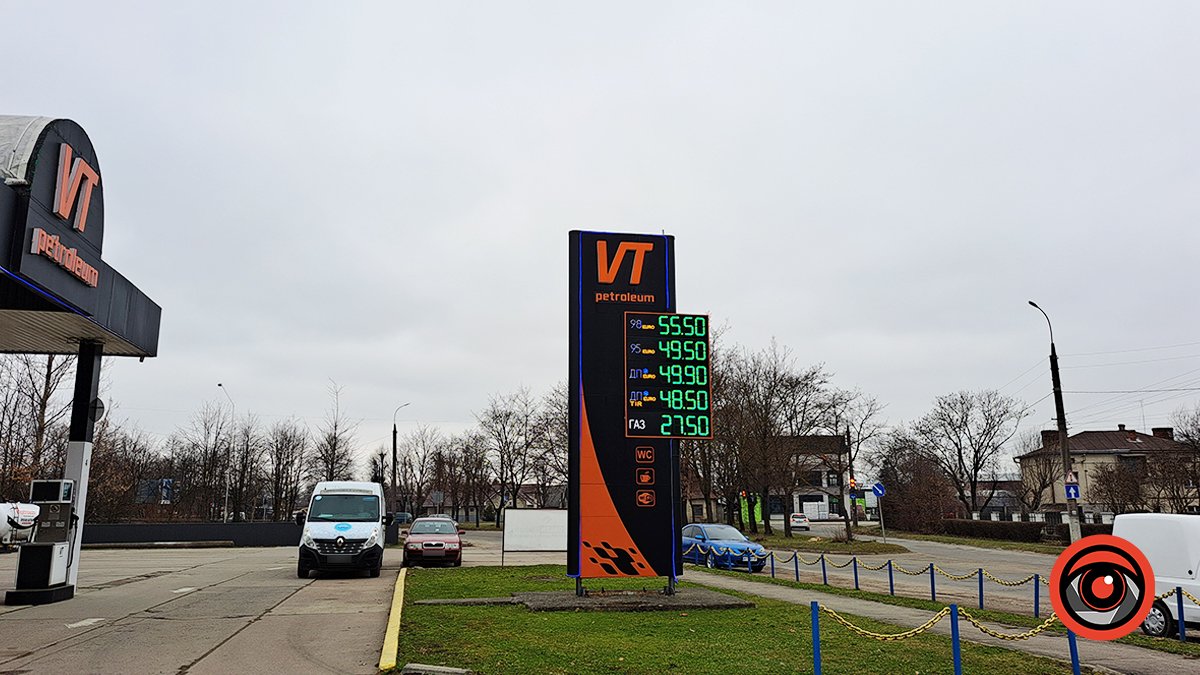 VT
petroleum
VT
petroleum
98 EURO 55.50
95 EURO 49.50
ДП EURO 49.90
ДП EURO 48.50
TIR
ГАЗ 27.50
WC